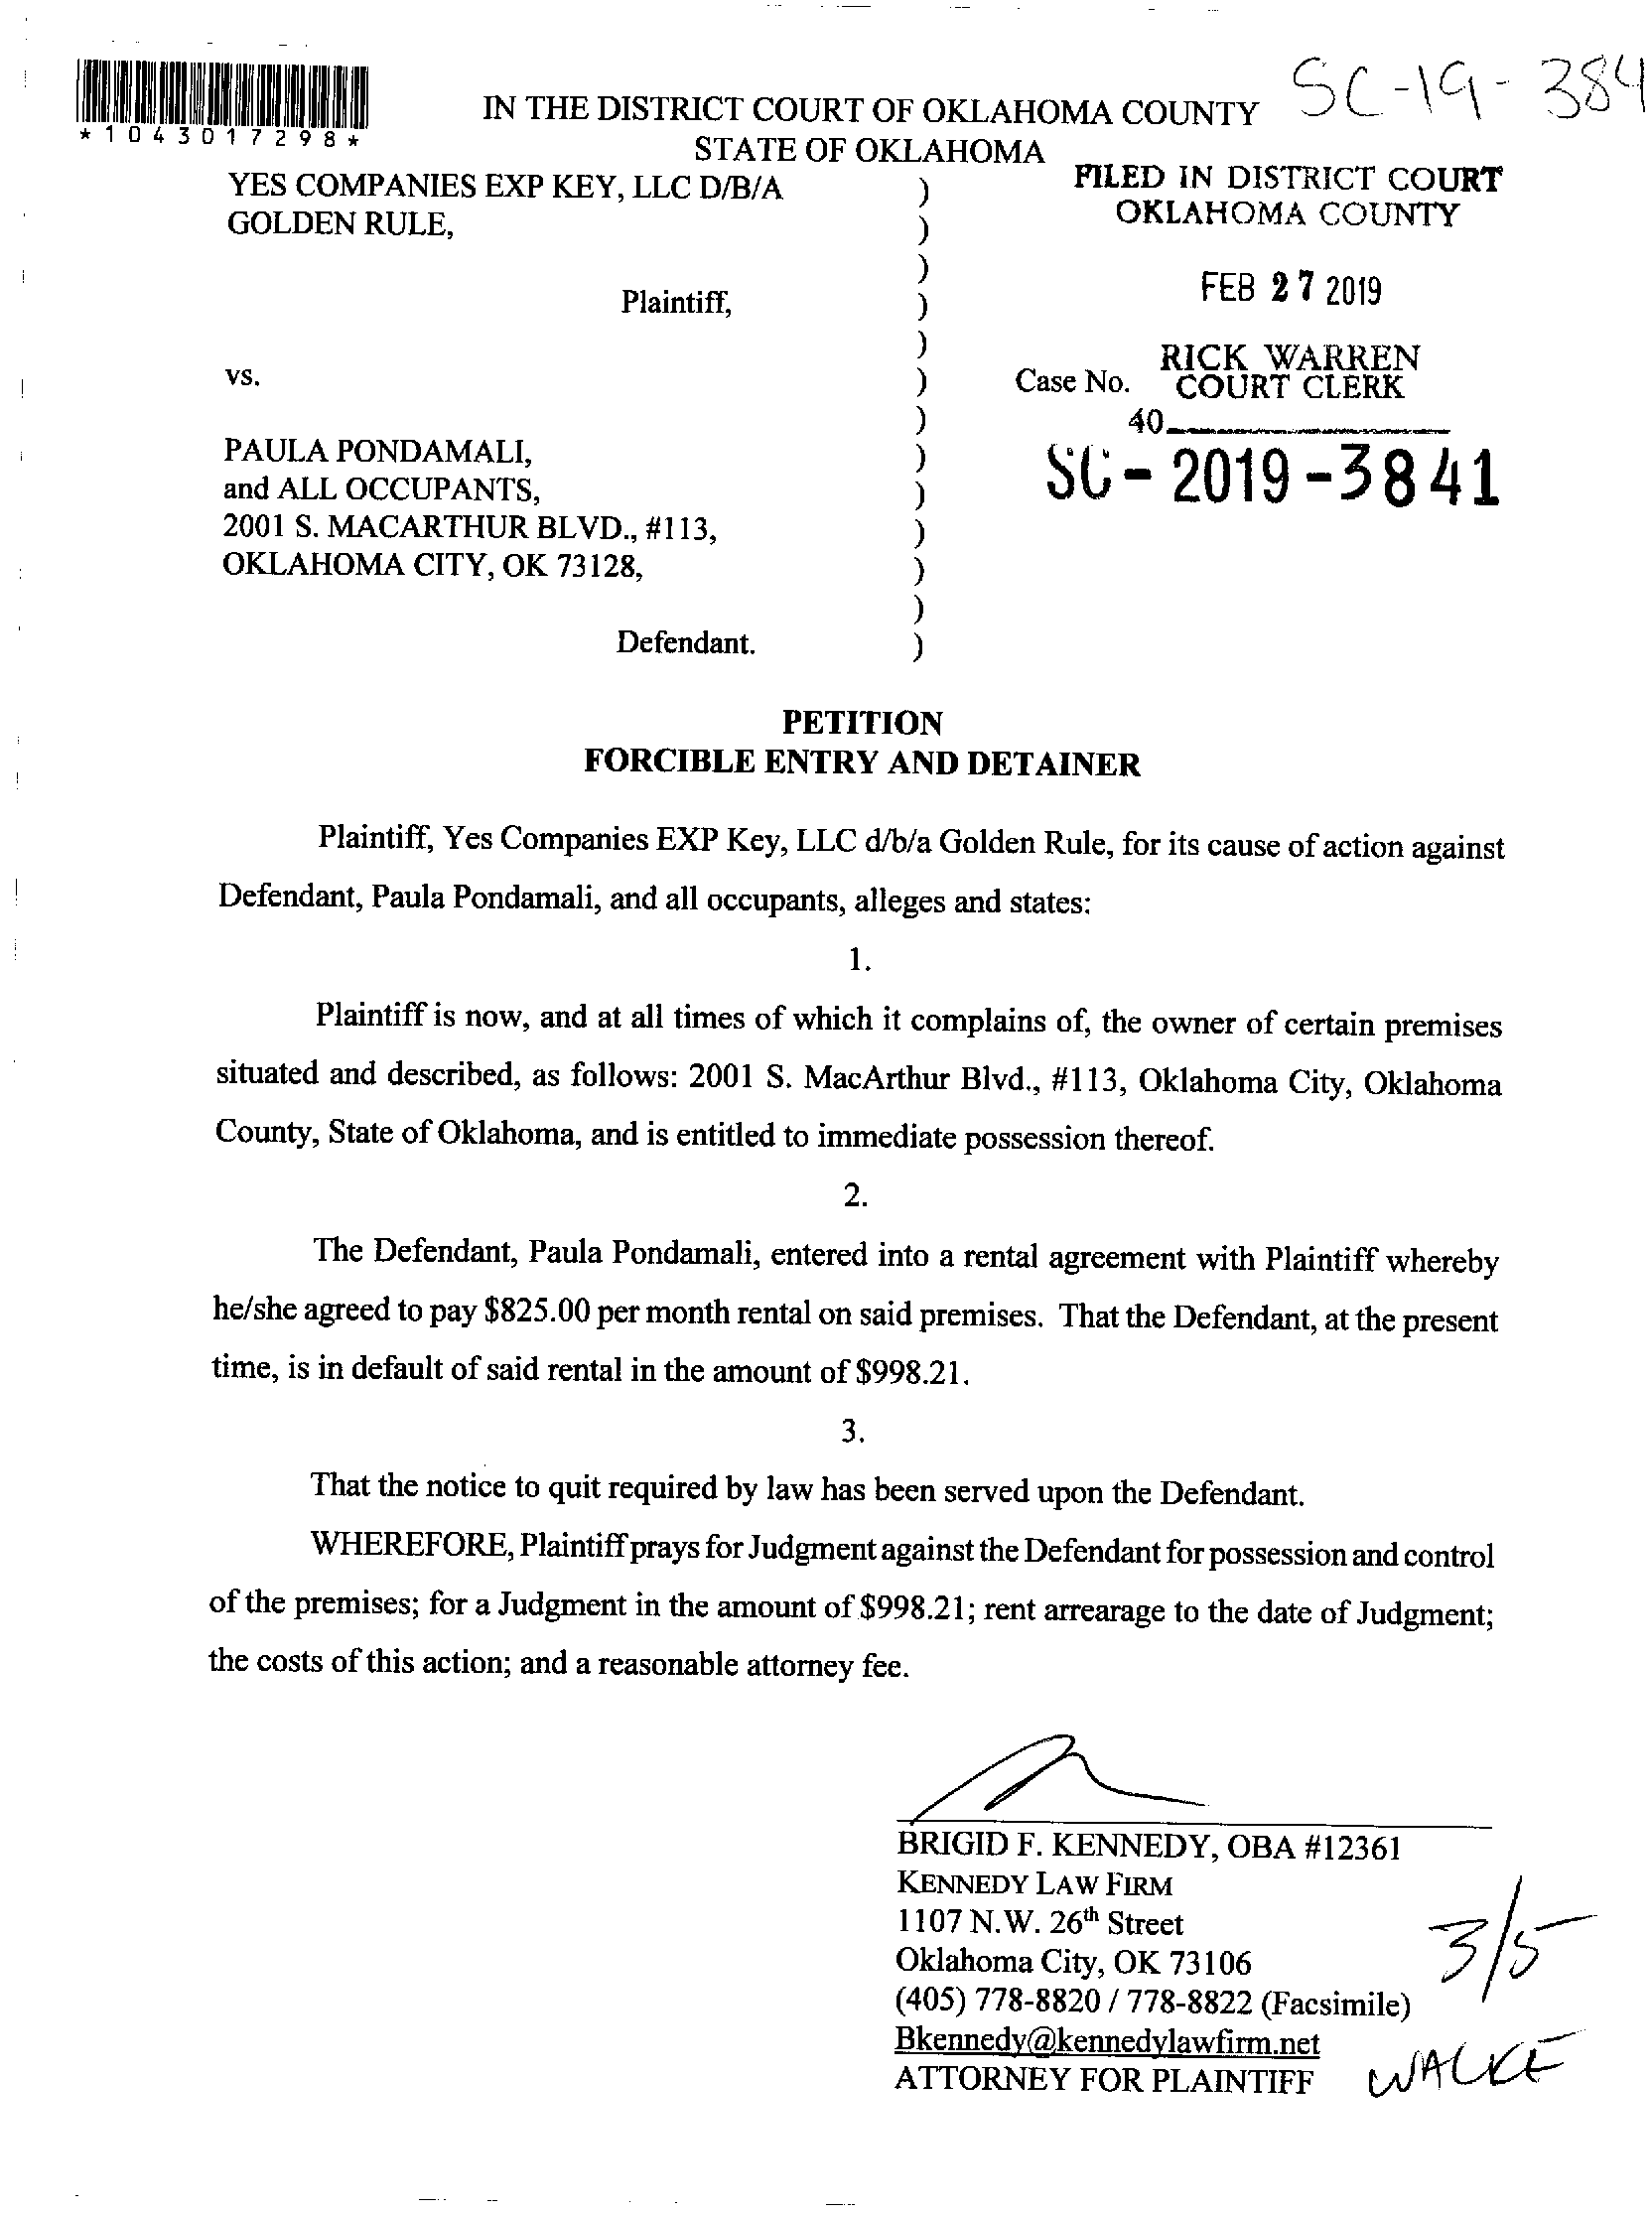 SC-19-384
*1043017298*
IN THE DISTRICT COURT OF OKLAHOMA COUNTY
STATE OF OKLAHOMA
YES COMPANIES EXP KEY, LLC D/B/A )
GOLDEN RULE, )
)
Plaintiff, )
)
vs. )
)
PAULA PONDAMALI, )
and ALL OCCUPANTS, )
2001 S. MACARTHUR BLVD., #113, )
OKLAHOMA CITY, OK 73128, )
)
Defendant. )
FILED IN DISTRICT COURT
OKLAHOMA COUNTY
FEB 27 2019
RICK WARREN
Case No. COURT CLERK
40
SC-2019-3841
PETITION
FORCIBLE ENTRY AND DETAINER
Plaintiff, Yes Companies EXP Key, LLC d/b/a Golden Rule, for its cause of action against
Defendant, Paula Pondamali, and all occupants, alleges and states:
1.
Plaintiff is now, and at all times of which it complains of, the owner of certain premises
situated and described, as follows: 2001 S. MacArthur Blvd., #113, Oklahoma City, Oklahoma
County, State of Oklahoma, and is entitled to immediate possession thereof.
2.
The Defendant, Paula Pondamali, entered into a rental agreement with Plaintiff whereby
he/she agreed to pay $825.00 per month rental on said premises. That the Defendant, at the present
time, is in default of said rental in the amount of $998.21.
3.
That the notice to quit required by law has been served upon the Defendant.
WHEREFORE, Plaintiff prays for Judgment against the Defendant for possession and control
of the premises; for a Judgment in the amount of $998.21; rent arrearage to the date of Judgment;
the costs of this action; and a reasonable attorney fee.
BRIGID F. KENNEDY, OBA #12361
KENNEDY LAW FIRM
1107 N.W. 26th Street
Oklahoma City, OK 73106
(405) 778-8820 / 778-8822 (Facsimile)
Bkennedy@kennedylawfirm.net
ATTORNEY FOR PLAINTIFF
3/5
WALKE